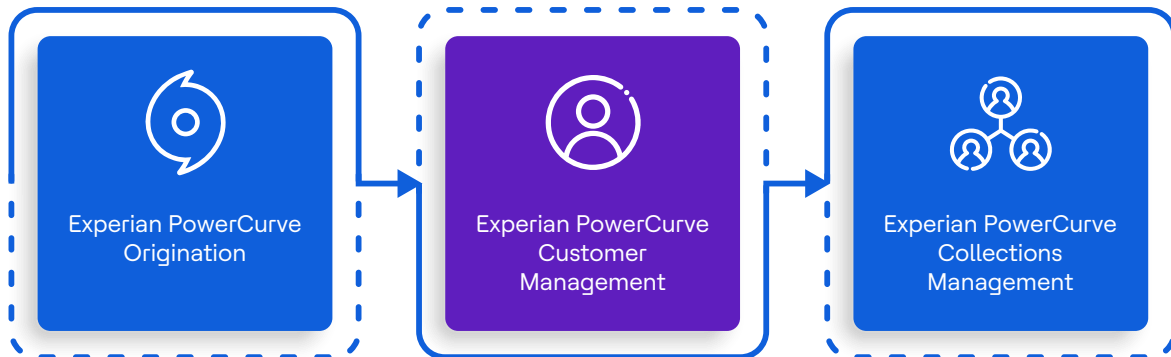 Experian PowerCurve
Origination
Experian PowerCurve
Customer
Management
Experian PowerCurve
Collections
Management